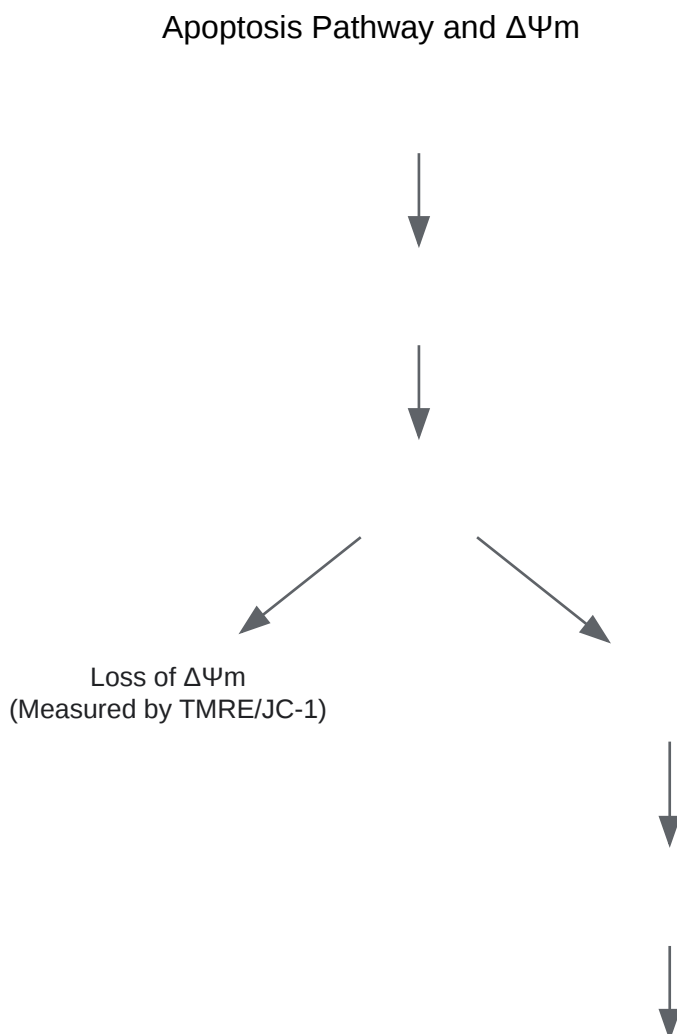 Apoptosis Pathway and ΔΨm
Loss of ΔΨm
(Measured by TMRE/JC-1)